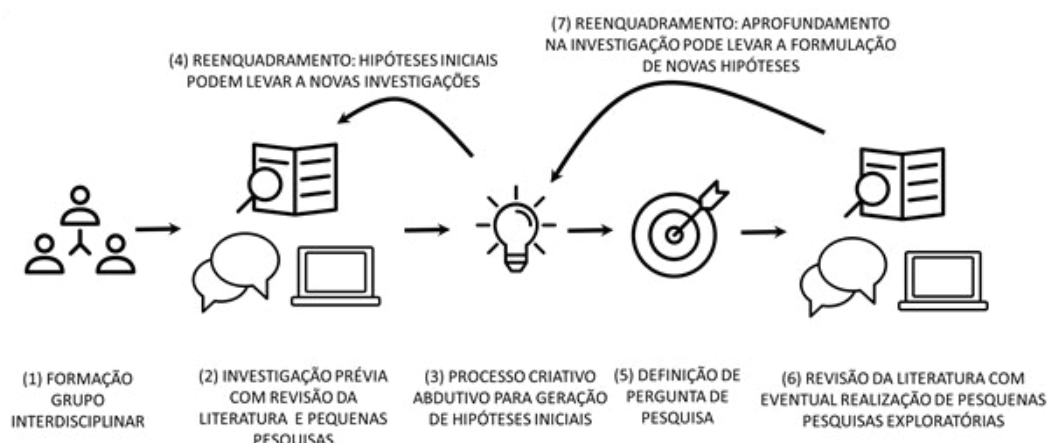 (7) REENQUADRAMENTO: APROFUNDAMENTO
NA INVESTIGAÇÃO PODE LEVAR A FORMULAÇÃO
DE NOVAS HIPÓTESES
(4) REENQUADRAMENTO: HIPÓTESES INICIAIS
PODEM LEVAR A NOVAS INVESTIGAÇÕES
(1) FORMAÇÃO
GRUPO
INTERDISCIPLINAR
(2) INVESTIGAÇÃO PRÉVIA
COM REVISÃO DA
LITERATURA E PEQUENAS
PESQUISAS
(3) PROCESSO CRIATIVO
ABDUTIVO PARA GERAÇÃO
DE HIPÓTESES INICIAIS
(5) DEFINIÇÃO DE
PERGUNTA DE
PESQUISA
(6) REVISÃO DA LITERATURA COM
EVENTUAL REALIZAÇÃO DE PESQUENAS
PESQUISAS EXPLORATÓRIAS